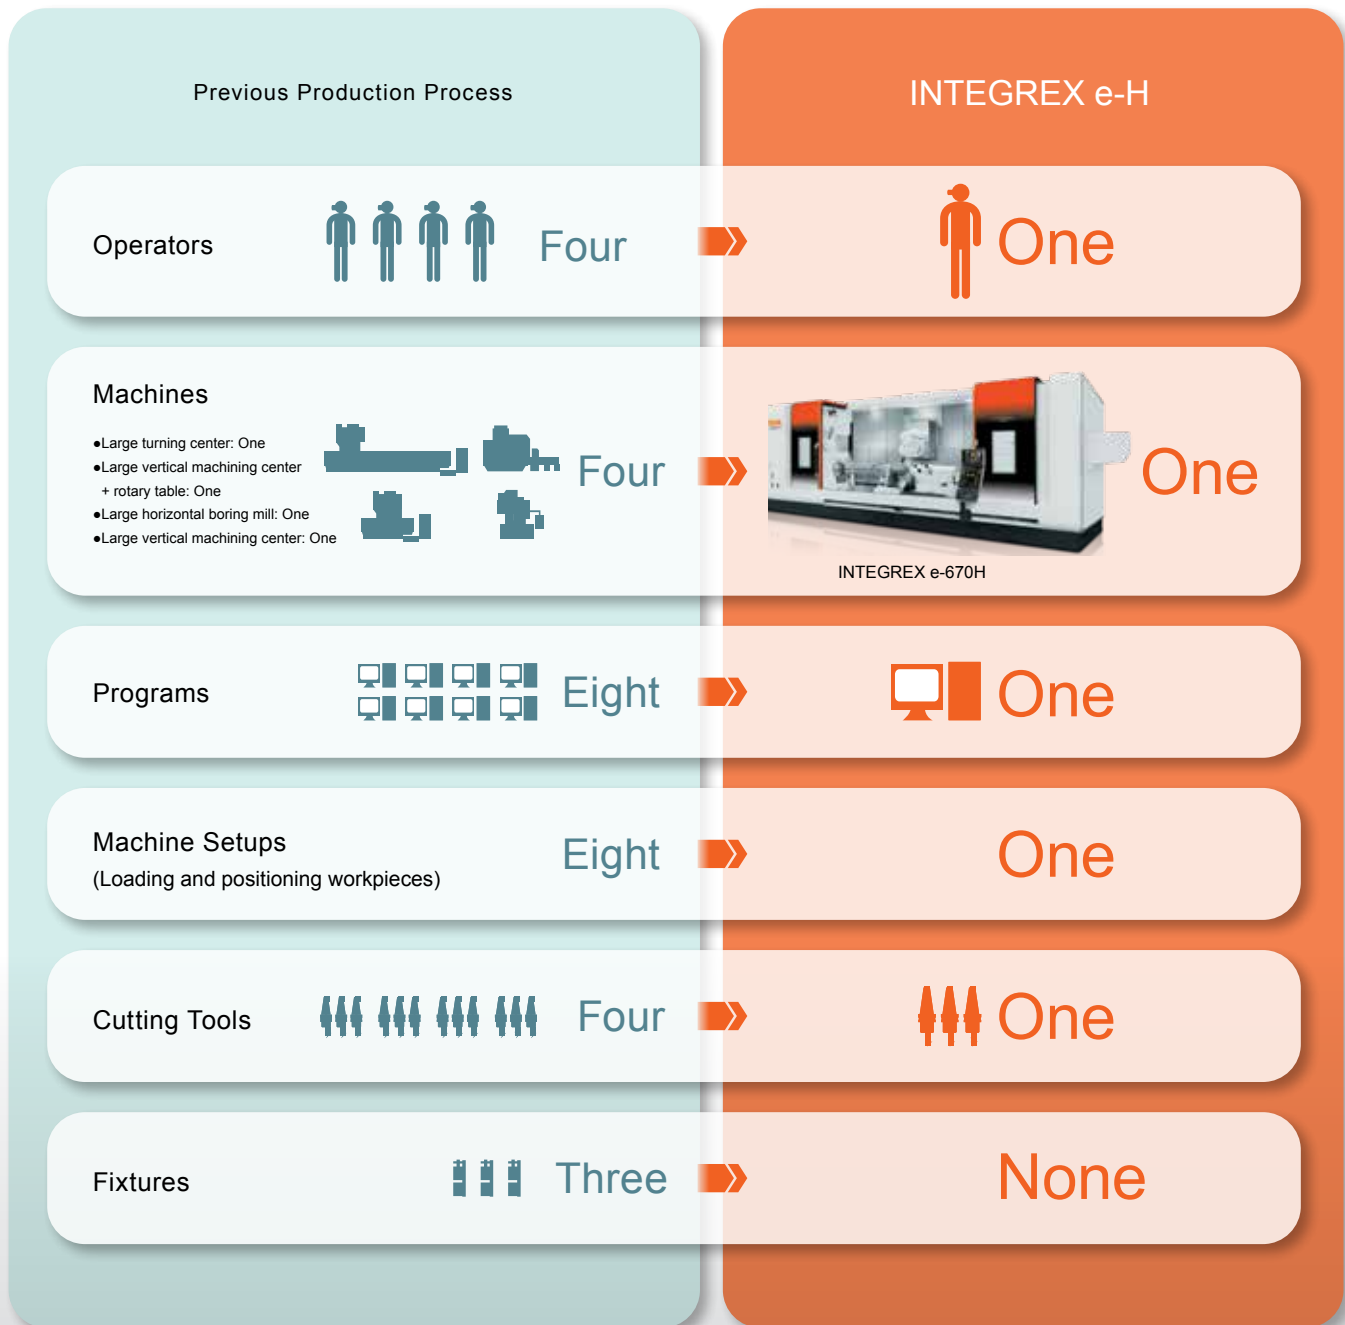 Previous Production Process
INTEGREX e-H
Operators
Four
One
Machines
●Large turning center: One
●Large vertical machining center
+ rotary table: One
●Large horizontal boring mill: One
●Large vertical machining center: One
Four
One
INTEGREX e-670H
Programs
Eight
One
Machine Setups
(Loading and positioning workpieces)
Eight
One
Cutting Tools
Four
One
Fixtures
Three
None